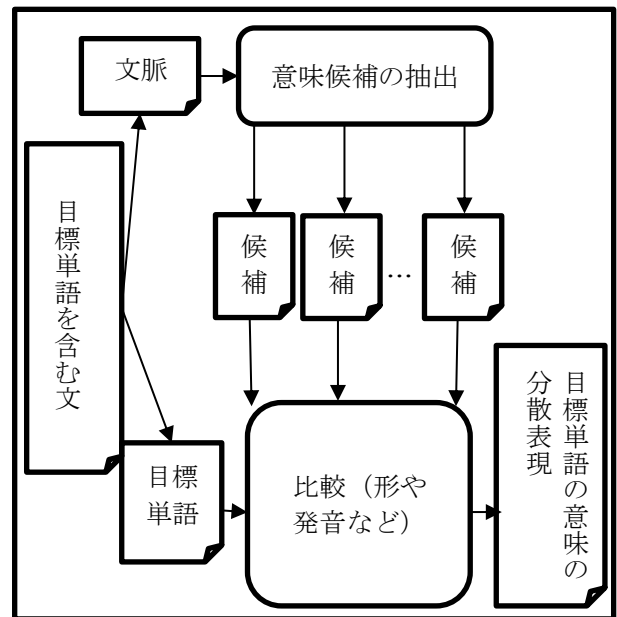 文脈
意味候補の抽出
目標単語を含む文
候
補
候
補
…
候
補
目標
単語
比較（形や
発音など）
目標単語の意味の
分散表現